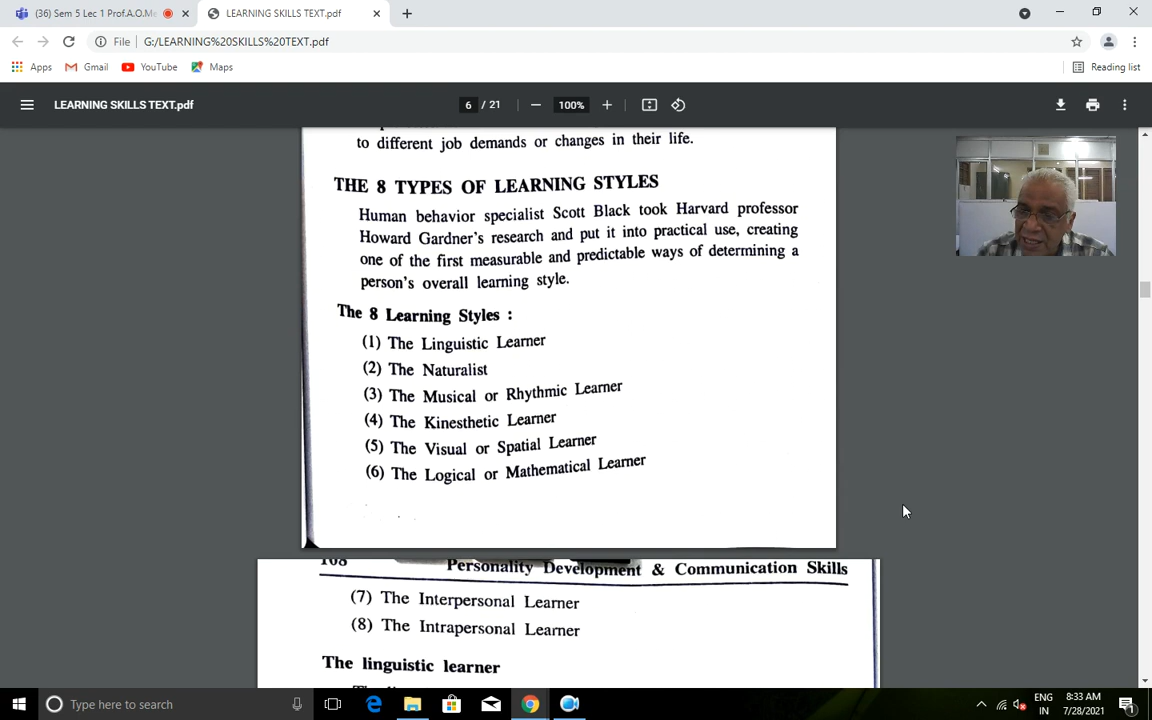 (36) Sem 5 Lec 1 Prof.A.O.Me
LEARNING SKILLS TEXT.pdf
File
G:/LEARNING%20SKILLS%20TEXT.pdf
Apps
Gmail
YouTube
Maps
Reading list
LEARNING SKILLS TEXT.pdf
6 / 21
100%
to different job demands or changes in their life.
THE 8 TYPES OF LEARNING STYLES
Human behavior specialist Scott Black took Harvard professor
Howard Gardner's research and put it into practical use, creating
one of the first measurable and predictable ways of determining a
person's overall learning style.
The 8 Learning Styles :
(1) The Linguistic Learner
(2) The Naturalist
(3) The Musical or Rhythmic Learner
(4) The Kinesthetic Learner
(5) The Visual or Spatial Learner
(6) The Logical or Mathematical Learner
108 Personality Development & Communication Skills
(7) The Interpersonal Learner
(8) The Intrapersonal Learner
The linguistic learner
Type here to search
ENG
IN
8:33 AM
7/28/2021
1